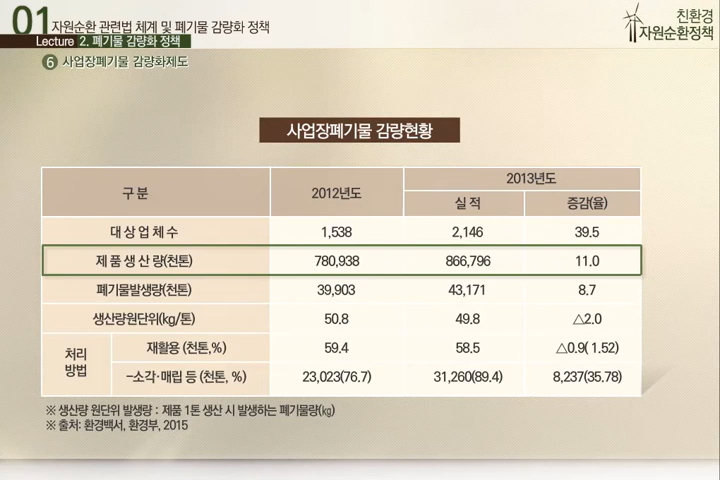 01 자원순환 관련법 체계 및 폐기물 감량화 정책
Lecture 2. 폐기물 감량화 정책
친환경
자원순환정책
6 사업장폐기물 감량화제도
사업장폐기물 감량현황
구 분 2012년도 2013년도
실 적 증감(율)
대 상 업 체 수 1,538 2,146 39.5
제 품 생 산 량(천톤) 780,938 866,796 11.0
폐기물발생량(천톤) 39,903 43,171 8.7
생산량원단위(kg/톤) 50.8 49.8 △2.0
처리 방법 재활용 (천톤,%) 59.4 58.5 △0.9( 1.52)
-소각·매립 등 (천톤, %) 23,023(76.7) 31,260(89.4) 8,237(35.78)
※ 생산량 원단위 발생량 : 제품 1톤 생산 시 발생하는 폐기물량(㎏)
※ 출처: 환경백서, 환경부, 2015